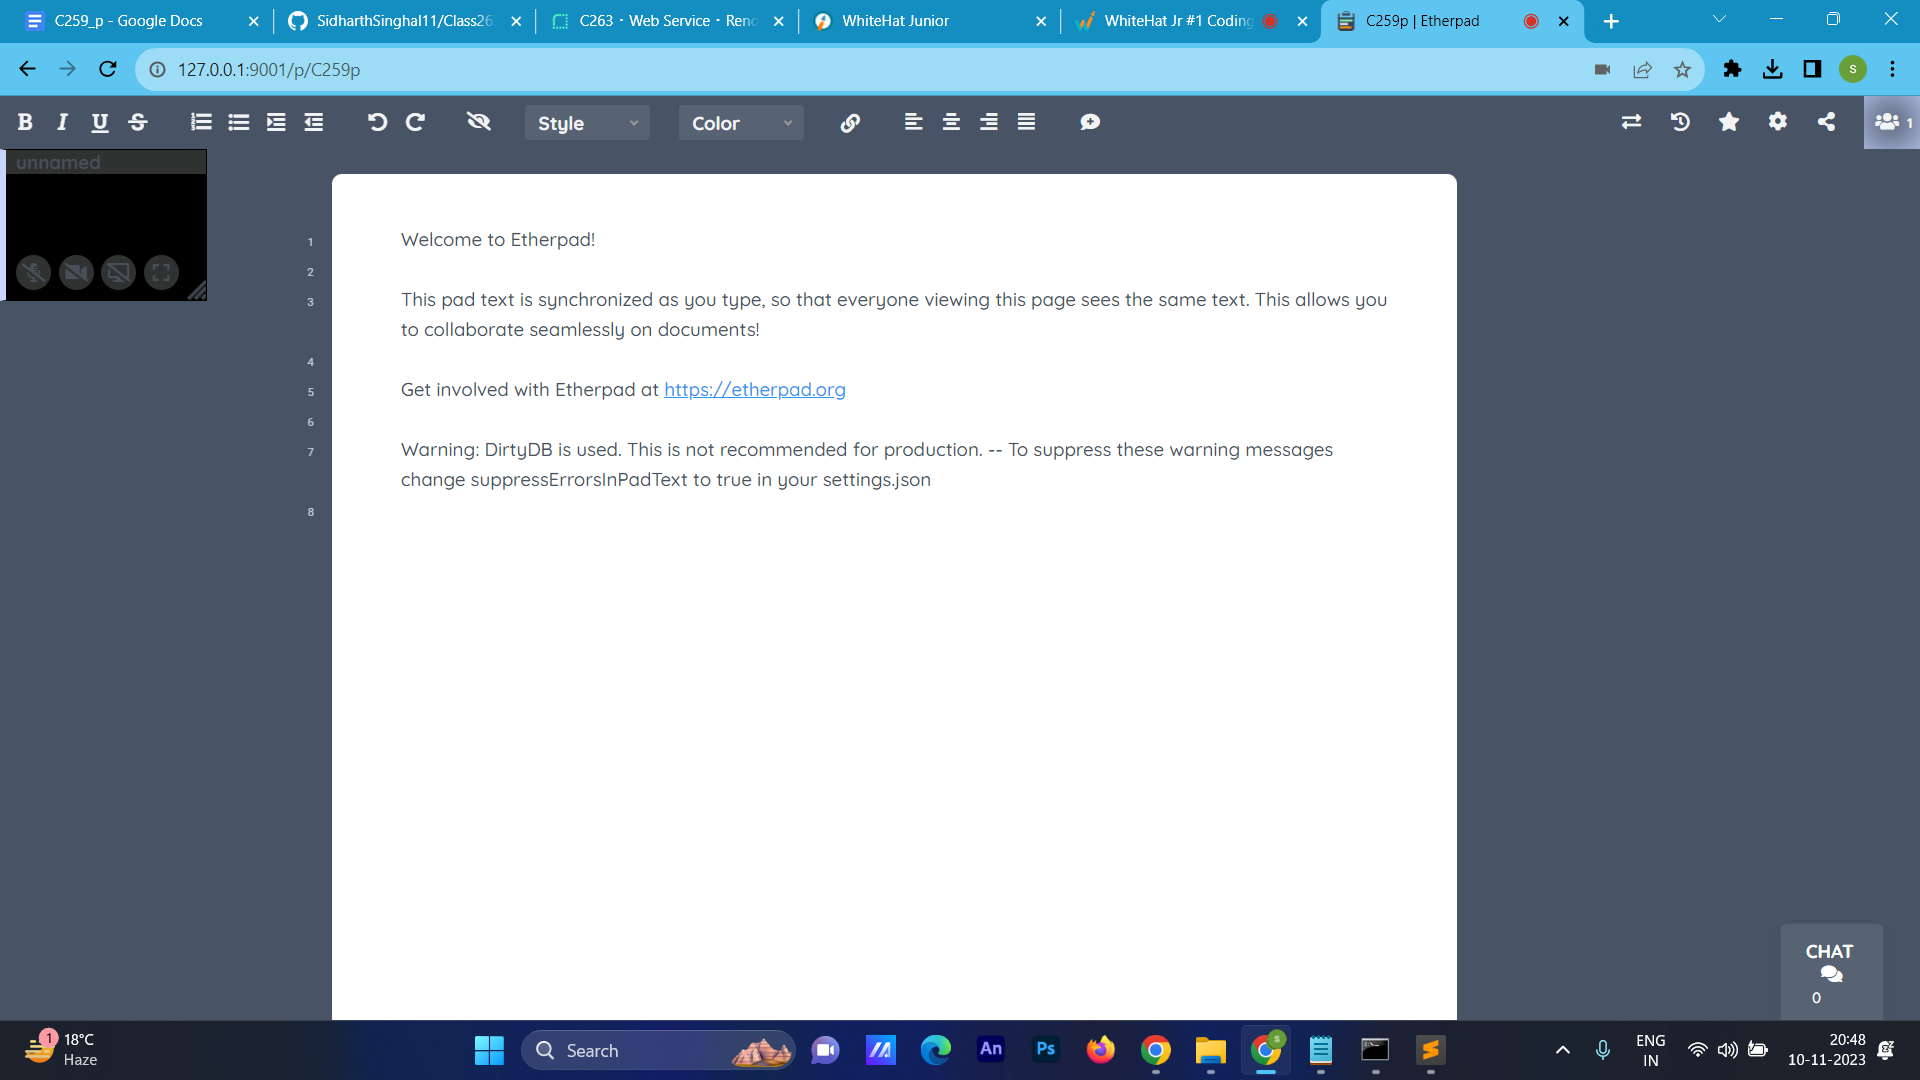 C259_p - Google Docs
SidharthSinghal11/Class26
C263 · Web Service · Rend
WhiteHat Junior
WhiteHat Jr #1 Coding
C259p | Etherpad
127.0.0.1:9001/p/C259p
S
B I U S
Style
Color
1
unnamed
1 Welcome to Etherpad!
2
3 This pad text is synchronized as you type, so that everyone viewing this page sees the same text. This allows you
to collaborate seamlessly on documents!
4
5 Get involved with Etherpad at https://etherpad.org
6
7 Warning: DirtyDB is used. This is not recommended for production. -- To suppress these warning messages
change suppressErrorsInPadText to true in your settings.json
8
CHAT
0
1
18°C
Haze
Search
An
Ps
S
ENG
IN
20:48
10-11-2023